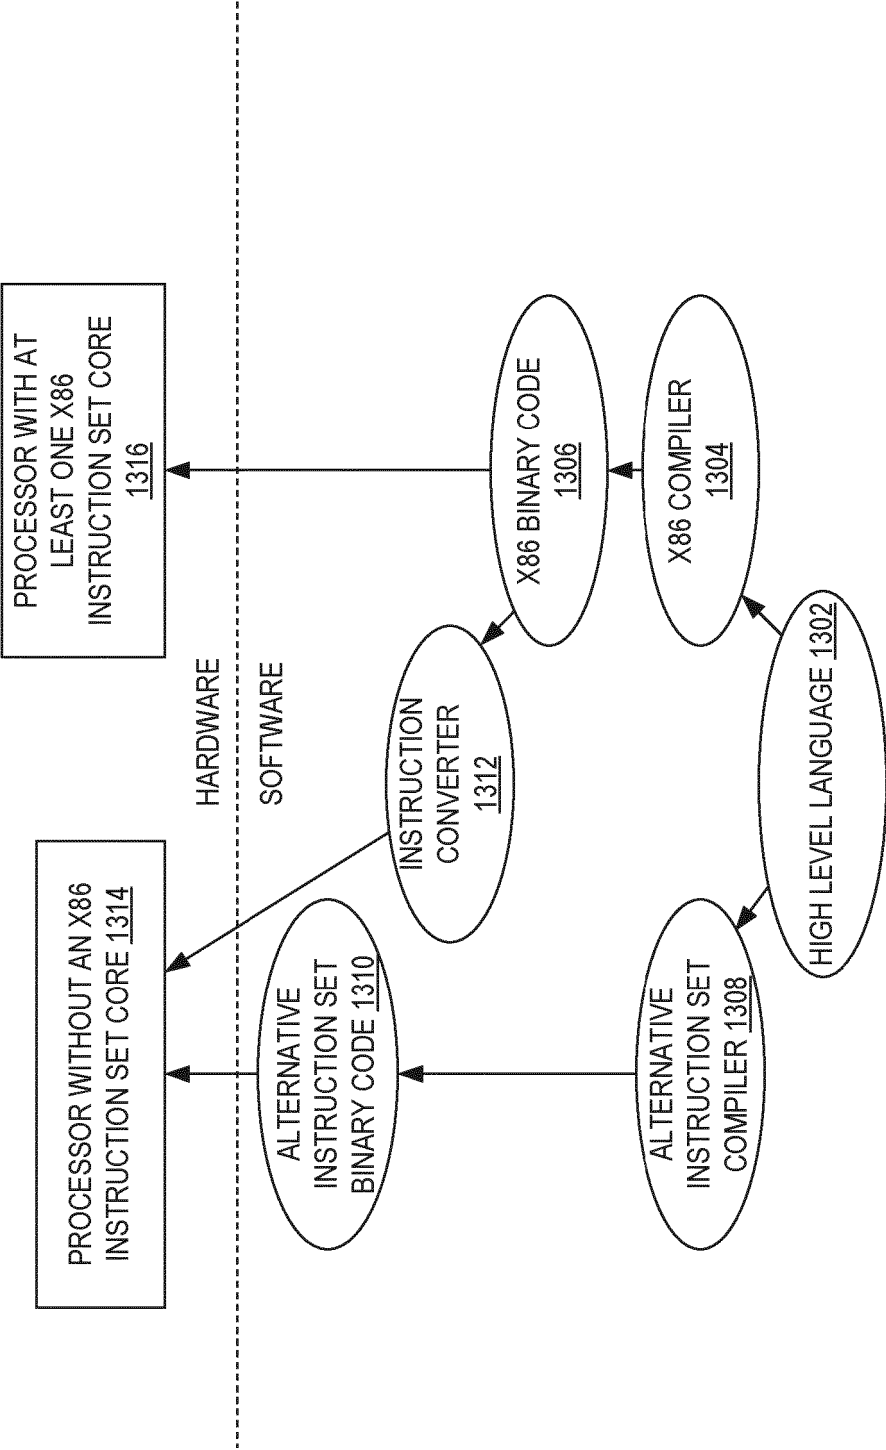 PROCESSOR WITHOUT AN X86
INSTRUCTION SET CORE 1314
PROCESSOR WITH AT
LEAST ONE X86
INSTRUCTION SET CORE
1316
HARDWARE
SOFTWARE
ALTERNATIVE
INSTRUCTION SET
BINARY CODE 1310
INSTRUCTION
CONVERTER
1312
X86 BINARY CODE
1306
ALTERNATIVE
INSTRUCTION SET
COMPILER 1308
X86 COMPILER
1304
HIGH LEVEL LANGUAGE 1302